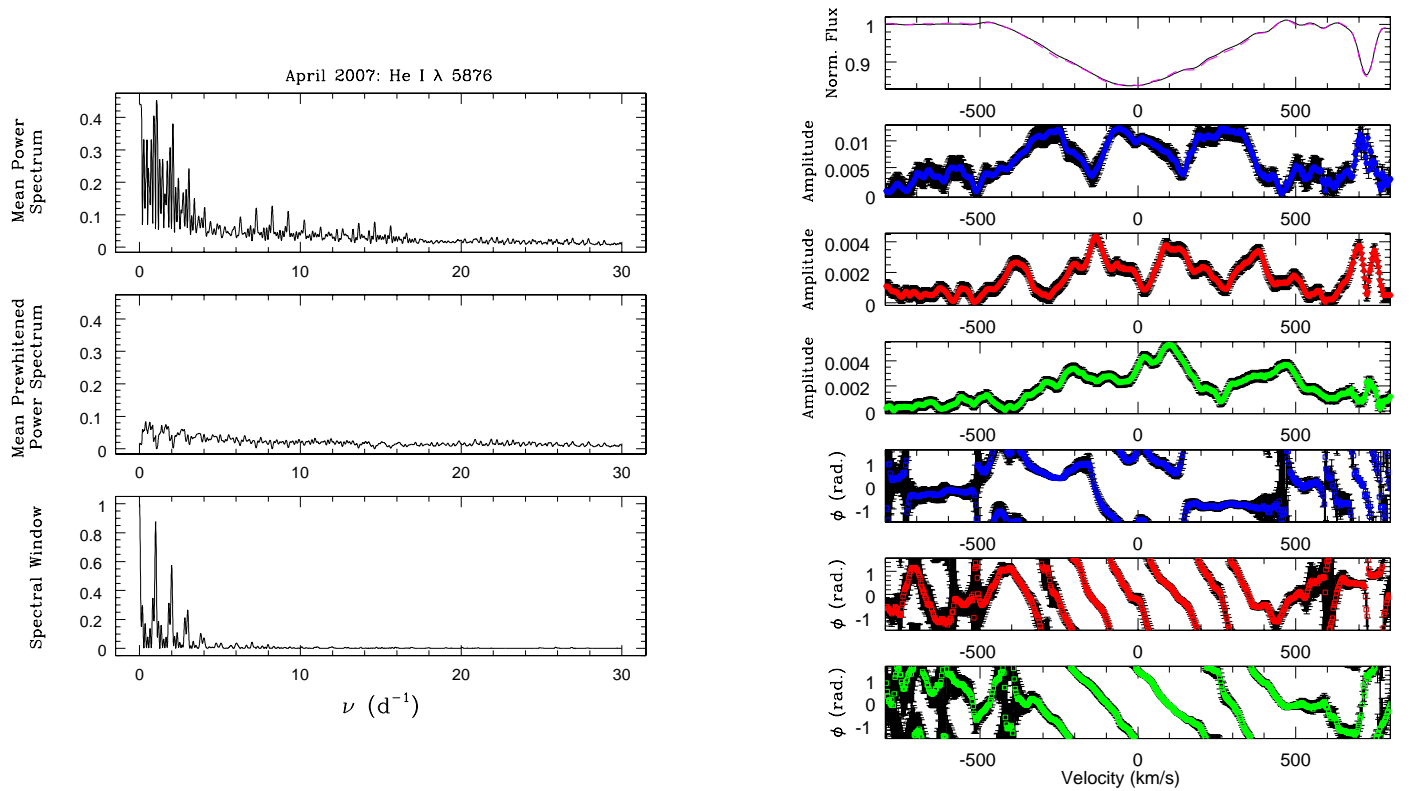 April 2007: He I λ 5876
Mean Power
Spectrum
0.4
0.3
0.2
0.1
0
0 10 20 30
Mean Prewhitened
Power Spectrum
0.4
0.3
0.2
0.1
0
0 10 20 30
Spectral Window
1
0.8
0.6
0.4
0.2
0
0 10 20 30
ν (d⁻¹)
Norm. Flux
1
0.9
-500 0 500
Amplitude
0.01
0.005
0
-500 0 500
Amplitude
0.004
0.002
0
-500 0 500
Amplitude
0.004
0.002
0
-500 0 500
ϕ (rad.)
1
0
-1
-500 0 500
ϕ (rad.)
1
0
-1
-500 0 500
ϕ (rad.)
1
0
-1
-500 0 500
Velocity (km/s)